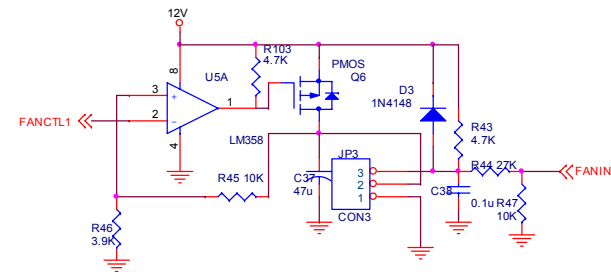 12V
R103
4.7K
PMOS
Q6
8
U5A
3
+
1
2
-
FANCTL1
4
LM358
D3
1N4148
R43
4.7K
JP3
R45 10K
C37
47u
3
2
1
CON3
R44 27K
FANIN
C38
0.1u
R47
10K
R46
3.9K